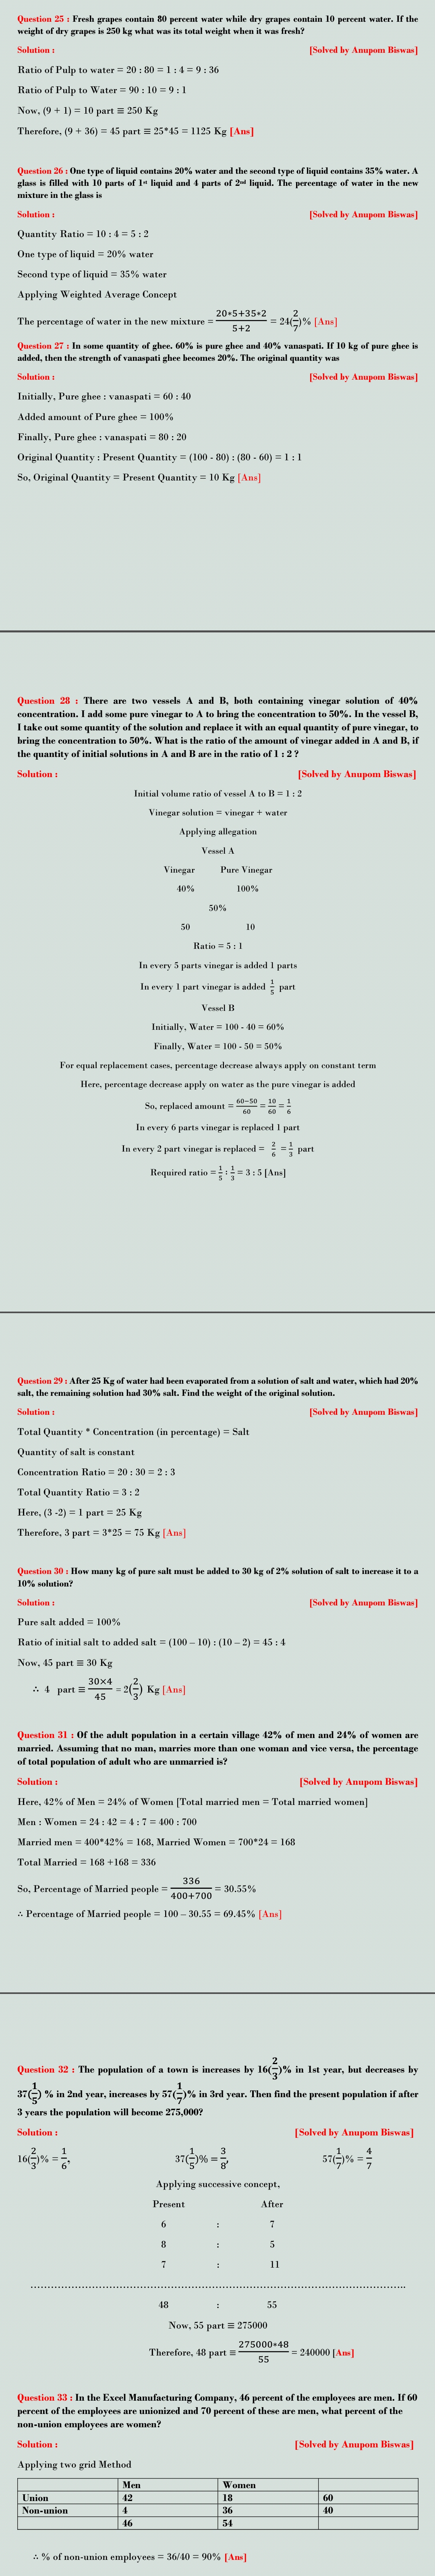 Question 25 : Fresh grapes contain 80 percent water while dry grapes contain 10 percent water. If the
weight of dry grapes is 250 kg what was its total weight when it was fresh?
Solution : [Solved by Anupom Biswas]
Ratio of Pulp to water = 20 : 80 = 1 : 4 = 9 : 36
Ratio of Pulp to Water = 90 : 10 = 9 : 1
Now, (9 + 1) = 10 part ≡ 250 Kg
Therefore, (9 + 36) = 45 part ≡ 25*45 = 1125 Kg [Ans]
Question 26 : One type of liquid contains 20% water and the second type of liquid contains 35% water. A
glass is filled with 10 parts of 1st liquid and 4 parts of 2nd liquid. The percentage of water in the new
mixture in the glass is
Solution : [Solved by Anupom Biswas]
Quantity Ratio = 10 : 4 = 5 : 2
One type of liquid = 20% water
Second type of liquid = 35% water
Applying Weighted Average Concept
The percentage of water in the new mixture = (20*5+35*2)/(5+2) = 24(2/7)% [Ans]
Question 27 : In some quantity of ghee. 60% is pure ghee and 40% vanaspati. If 10 kg of pure ghee is
added, then the strength of vanaspati ghee becomes 20%. The original quantity was
Solution : [Solved by Anupom Biswas]
Initially, Pure ghee : vanaspati = 60 : 40
Added amount of Pure ghee = 100%
Finally, Pure ghee : vanaspati = 80 : 20
Original Quantity : Present Quantity = (100 - 80) : (80 - 60) = 1 : 1
So, Original Quantity = Present Quantity = 10 Kg [Ans]
Question 28 : There are two vessels A and B, both containing vinegar solution of 40%
concentration. I add some pure vinegar to A to bring the concentration to 50%. In the vessel B,
I take out some quantity of the solution and replace it with an equal quantity of pure vinegar, to
bring the concentration to 50%. What is the ratio of the amount of vinegar added in A and B, if
the quantity of initial solutions in A and B are in the ratio of 1 : 2 ?
Solution : [Solved by Anupom Biswas]
Initial volume ratio of vessel A to B = 1 : 2
Vinegar solution = vinegar + water
Applying allegation
Vessel A
Vinegar Pure Vinegar
40% 100%
50%
50 10
Ratio = 5 : 1
In every 5 parts vinegar is added 1 parts
In every 1 part vinegar is added 1/5 part
Vessel B
Initially, Water = 100 - 40 = 60%
Finally, Water = 100 - 50 = 50%
For equal replacement cases, percentage decrease always apply on constant term
Here, percentage decrease apply on water as the pure vinegar is added
So, replaced amount = (60−50)/60 = 10/60 = 1/6
In every 6 parts vinegar is replaced 1 part
In every 2 part vinegar is replaced = 2/6 = 1/3 part
Required ratio = 1/5 : 1/3 = 3 : 5 [Ans]
Question 29 : After 25 Kg of water had been evaporated from a solution of salt and water, which had 20%
salt, the remaining solution had 30% salt. Find the weight of the original solution.
Solution : [Solved by Anupom Biswas]
Total Quantity * Concentration (in percentage) = Salt
Quantity of salt is constant
Concentration Ratio = 20 : 30 = 2 : 3
Total Quantity Ratio = 3 : 2
Here, (3 -2) = 1 part = 25 Kg
Therefore, 3 part = 3*25 = 75 Kg [Ans]
Question 30 : How many kg of pure salt must be added to 30 kg of 2% solution of salt to increase it to a
10% solution?
Solution : [Solved by Anupom Biswas]
Pure salt added = 100%
Ratio of initial salt to added salt = (100 – 10) : (10 – 2) = 45 : 4
Now, 45 part ≡ 30 Kg
∴ 4 part ≡ (30×4)/45 = 2(2/3) Kg [Ans]
Question 31 : Of the adult population in a certain village 42% of men and 24% of women are
married. Assuming that no man, marries more than one woman and vice versa, the percentage
of total population of adult who are unmarried is?
Solution : [Solved by Anupom Biswas]
Here, 42% of Men = 24% of Women [Total married men = Total married women]
Men : Women = 24 : 42 = 4 : 7 = 400 : 700
Married men = 400*42% = 168, Married Women = 700*24 = 168
Total Married = 168 +168 = 336
So, Percentage of Married people = 336/(400+700) = 30.55%
∴ Percentage of Married people = 100 – 30.55 = 69.45% [Ans]
Question 32 : The population of a town is increases by 16(2/3)% in 1st year, but decreases by
37(1/5) % in 2nd year, increases by 57(1/7)% in 3rd year. Then find the present population if after
3 years the population will become 275,000?
Solution : [Solved by Anupom Biswas]
16(2/3)% = 1/6, 37(1/5)% = 3/8, 57(1/7)% = 4/7
Applying successive concept,
Present After
6 : 7
8 : 5
7 : 11
48 : 55
Now, 55 part ≡ 275000
Therefore, 48 part ≡ (275000*48)/55 = 240000 [Ans]
Question 33 : In the Excel Manufacturing Company, 46 percent of the employees are men. If 60
percent of the employees are unionized and 70 percent of these are men, what percent of the
non-union employees are women?
Solution : [Solved by Anupom Biswas]
Applying two grid Method
Men Women
Union 42 18 60
Non-union 4 36 40
46 54
∴ % of non-union employees = 36/40 = 90% [Ans]